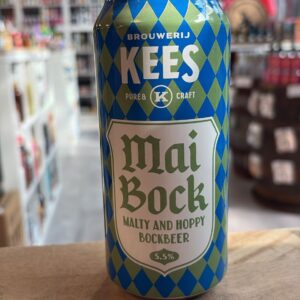 BROUWERIJ
KEES
PURE & K CRAFT
Mai
Bock
MALTY AND HOPPY
BOCKBEER
5.5%